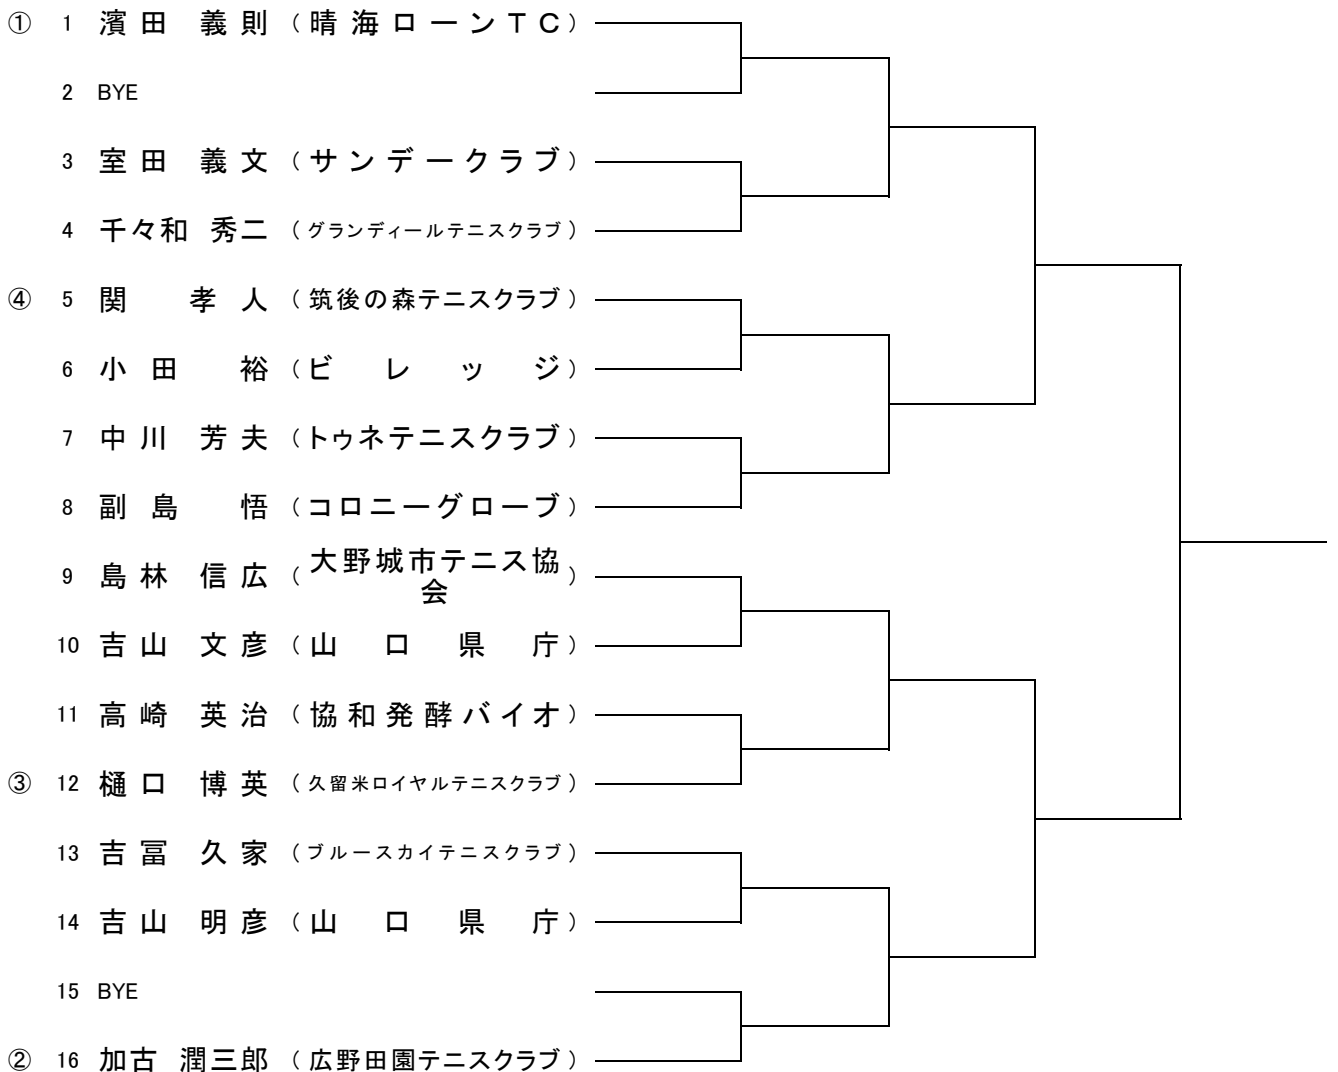 ① 1 濱田 義則 (晴海ローンTC)
2 BYE
3 室田 義文 (サンデークラブ)
4 千々和 秀二 (グランディールテニスクラブ)
④ 5 関 孝人 (筑後の森テニスクラブ)
6 小田 裕 (ビレッジ)
7 中川 芳夫 (トゥネテニスクラブ)
8 副島 悟 (コロニーグローブ)
9 島林 信広 (大野城市テニス協
会)
10 吉山 文彦 (山口県庁)
11 高崎 英治 (協和発酵バイオ)
③ 12 樋口 博英 (久留米ロイヤルテニスクラブ)
13 吉冨 久家 (ブルースカイテニスクラブ)
14 吉山 明彦 (山口県庁)
15 BYE
② 16 加古 潤三郎 (広野田園テニスクラブ)